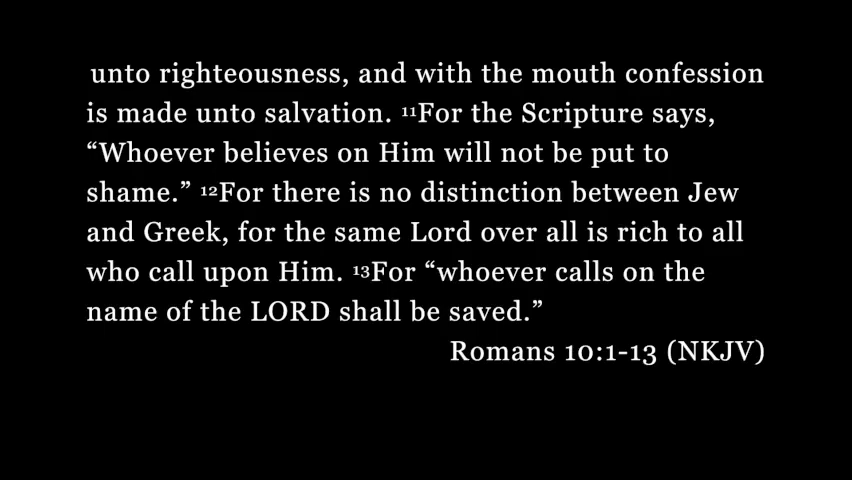 unto righteousness, and with the mouth confession
is made unto salvation. ¹¹For the Scripture says,
“Whoever believes on Him will not be put to
shame.” ¹²For there is no distinction between Jew
and Greek, for the same Lord over all is rich to all
who call upon Him. ¹³For “whoever calls on the
name of the LORD shall be saved.”
Romans 10:1-13 (NKJV)